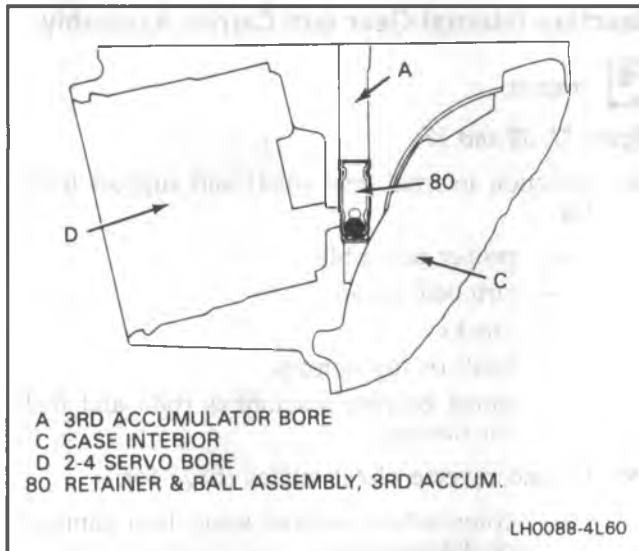 A
80
D
C
A 3RD ACCUMULATOR BORE
C CASE INTERIOR
D 2-4 SERVO BORE
80 RETAINER & BALL ASSEMBLY, 3RD ACCUM.
LH0088-4L60